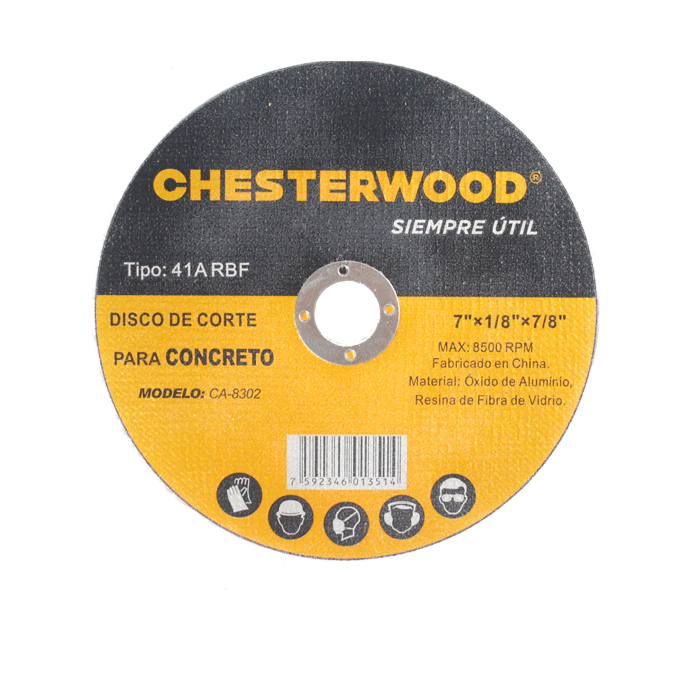 CHESTERWOOD®
SIEMPRE ÚTIL
Tipo: 41A RBF
DISCO DE CORTE
PARA CONCRETO
MODELO: CA-8302
7"×1/8"×7/8"
MAX: 8500 RPM
Fabricado en China.
Material: Óxido de Aluminio,
Resina de Fibra de Vidrio.
7 592346 013514